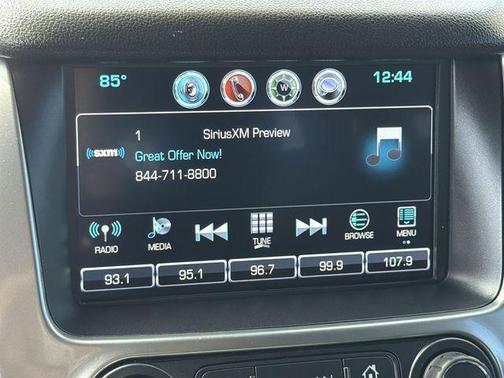 85° W 12:44
1 SiriusXM Preview
((sxm))
Great Offer Now!
844-711-8800
RADIO MEDIA TUNE BROWSE MENU
93.1 95.1 96.7 99.9 107.9